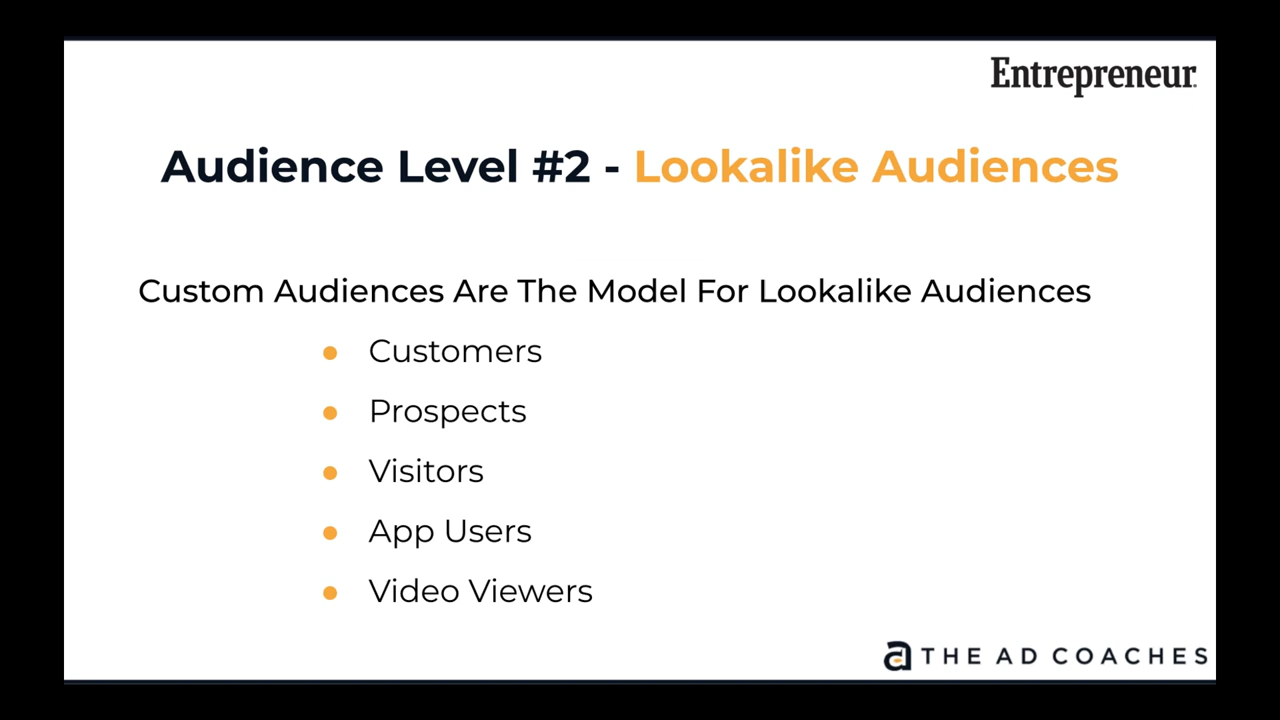 Entrepreneur
Audience Level #2 - Lookalike Audiences
Custom Audiences Are The Model For Lookalike Audiences
● Customers
● Prospects
● Visitors
● App Users
● Video Viewers
a THE AD COACHES